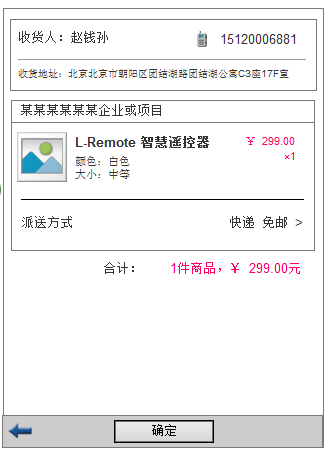 收货人：赵钱孙 15120006881
收货地址：北京北京市朝阳区团结湖路团结湖公寓C3座17F室
某某某某某某企业或项目
L-Remote 智慧遥控器 ￥ 299.00
颜色：白色 ×1
大小：中等
派送方式 快递 免邮 >
合计： 1件商品，￥ 299.00元
确定